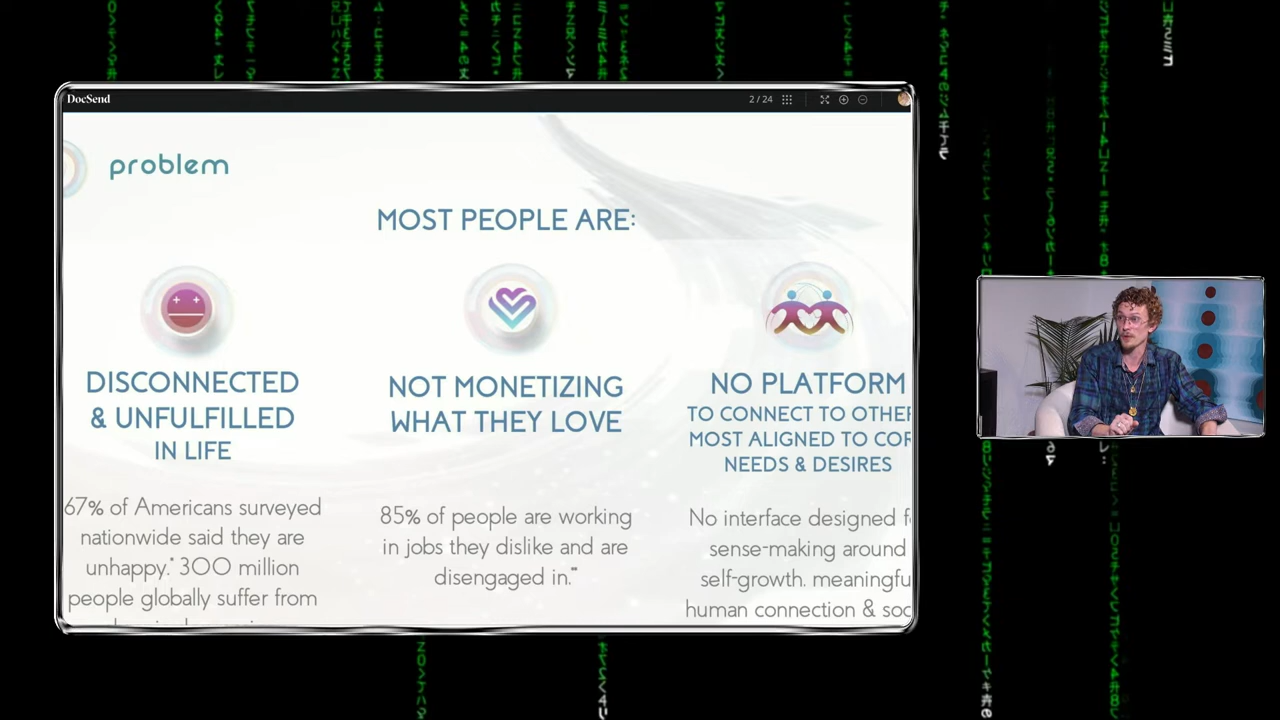 DocSend
2 / 24
problem
MOST PEOPLE ARE:
DISCONNECTED
& UNFULFILLED
IN LIFE
67% of Americans surveyed
nationwide said they are
unhappy.* 300 million
people globally suffer from
NOT MONETIZING
WHAT THEY LOVE
85% of people are working
in jobs they dislike and are
disengaged in.**
NO PLATFORM
TO CONNECT TO OTHER
MOST ALIGNED TO COR
NEEDS & DESIRES
No interface designed f
sense-making around
self-growth. meaningfu
human connection & soc